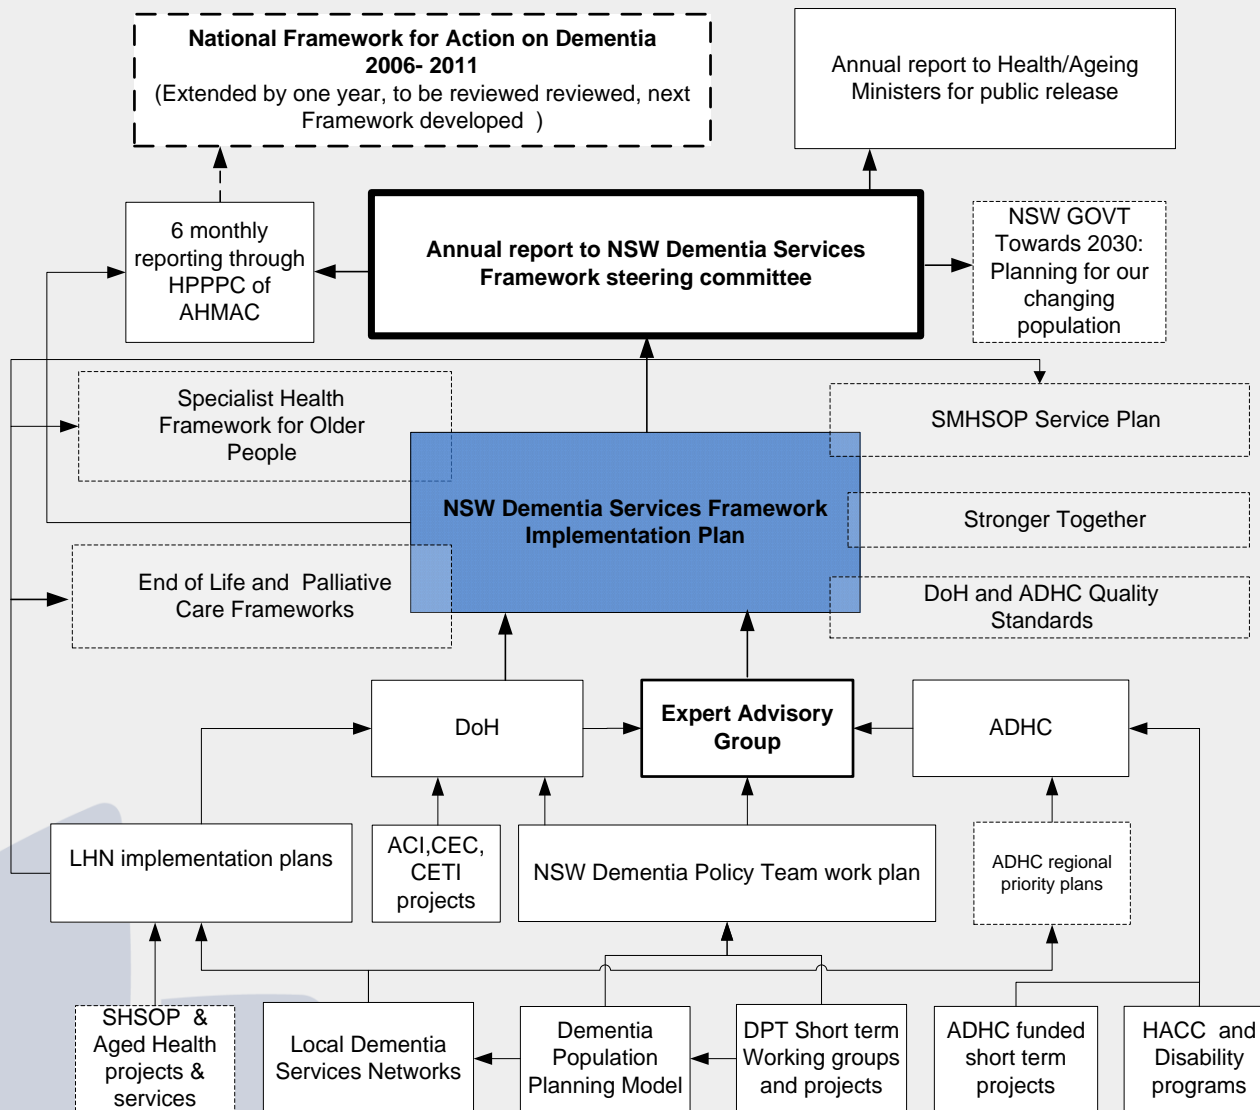 National Framework for Action on Dementia
2006- 2011
(Extended by one year, to be reviewed reviewed, next
Framework developed  )
Annual report to Health/Ageing
Ministers for public release
6 monthly
reporting through
HPPPC of
AHMAC
Annual report to NSW Dementia Services
Framework steering committee
NSW GOVT
Towards 2030:
Planning for our
changing
population
Specialist Health
Framework for Older
People
SMHSOP Service Plan
NSW Dementia Services Framework
Implementation Plan
Stronger Together
End of Life and  Palliative
Care Frameworks
DoH and ADHC Quality
Standards
DoH
Expert Advisory
Group
ADHC
LHN implementation plans
ACI,CEC,
CETI
projects
NSW Dementia Policy Team work plan
ADHC regional
priority plans
SHSOP  &
Aged Health
projects &
services
Local Dementia
Services Networks
Dementia
Population
Planning Model
DPT Short term
Working groups
and projects
ADHC funded
short term
projects
HACC  and
Disability
programs